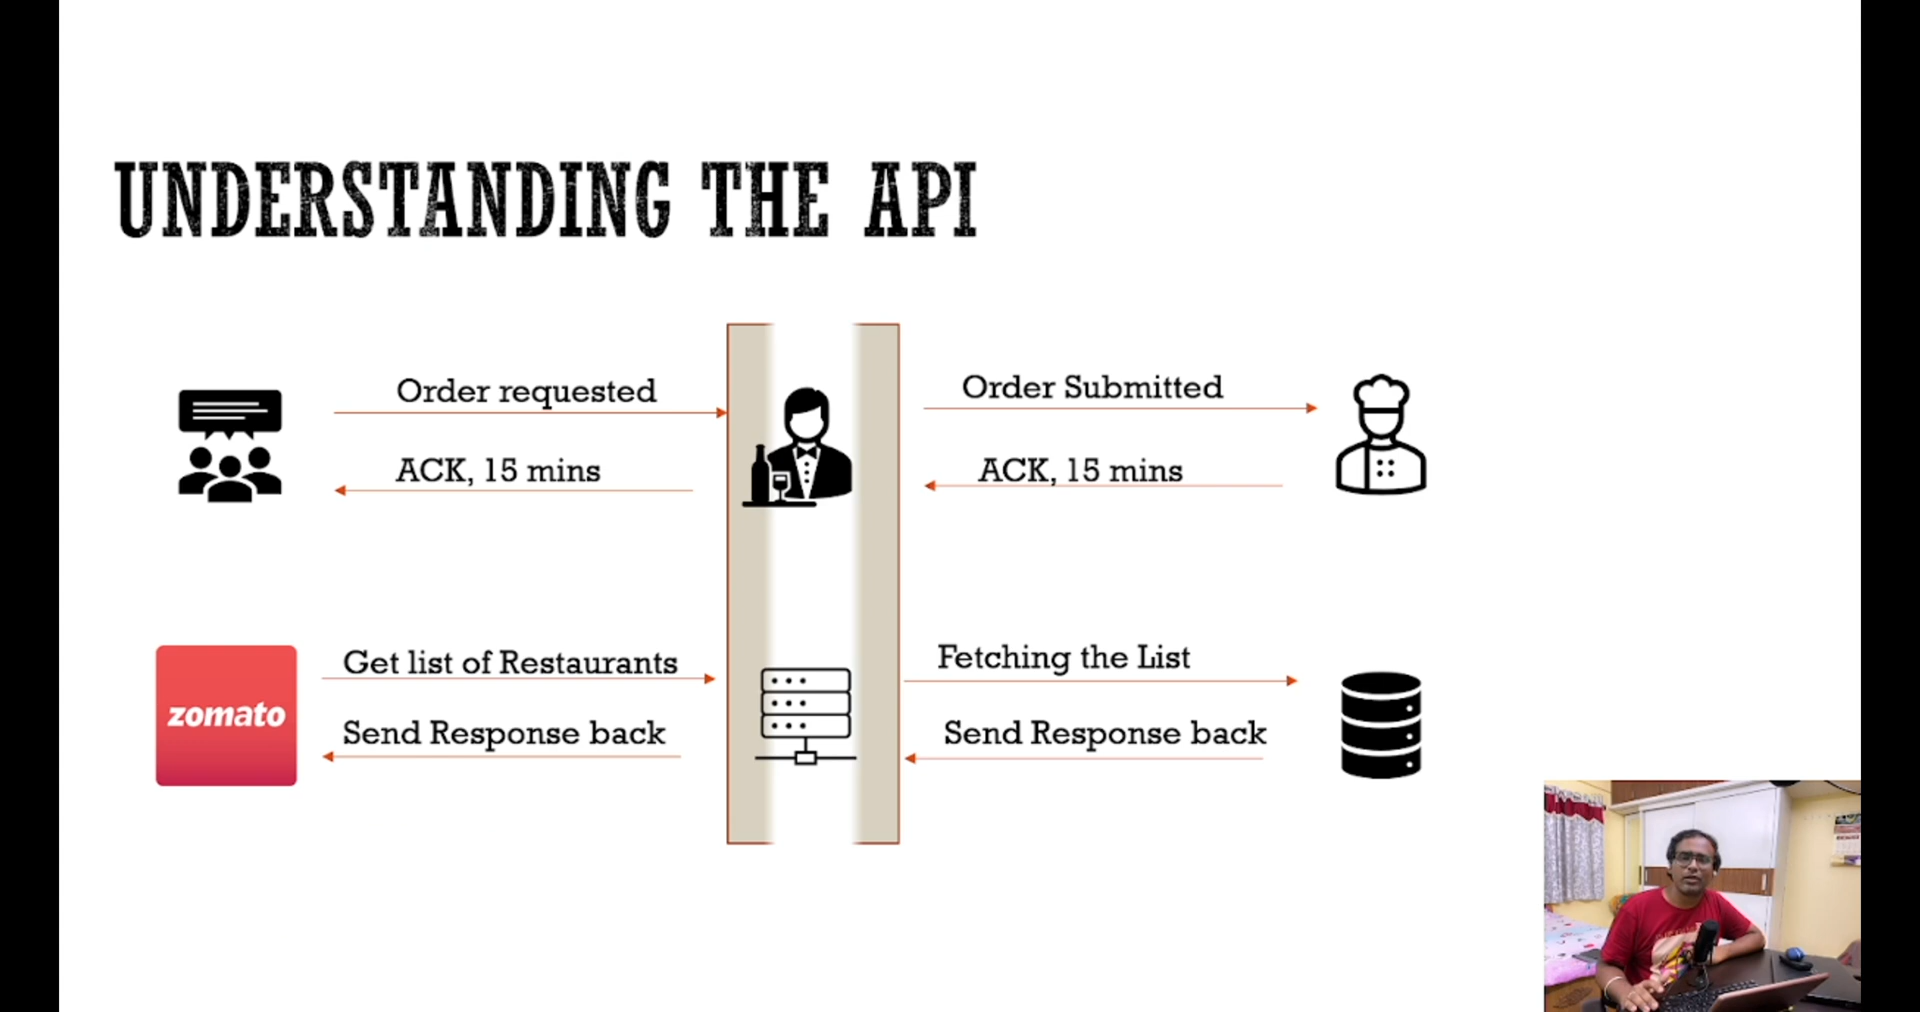 UNDERSTANDING THE API
Order requested
Order Submitted
ACK, 15 mins
ACK, 15 mins
Get list of Restaurants
Fetching the List
zomato
Send Response back
Send Response back